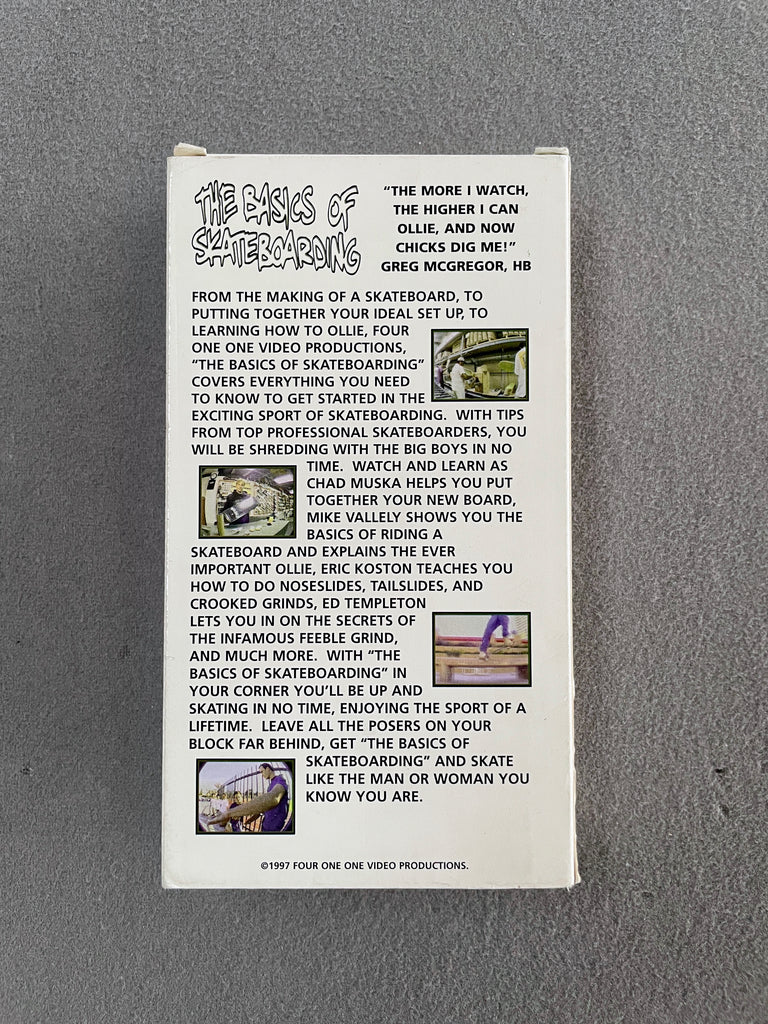 THE BASICS OF
SKATEBOARDING
“THE MORE I WATCH,
THE HIGHER I CAN
OLLIE, AND NOW
CHICKS DIG ME!”
GREG MCGREGOR, HB
FROM THE MAKING OF A SKATEBOARD, TO
PUTTING TOGETHER YOUR IDEAL SET UP, TO
LEARNING HOW TO OLLIE, FOUR
ONE ONE VIDEO PRODUCTIONS,
“THE BASICS OF SKATEBOARDING”
COVERS EVERYTHING YOU NEED
TO KNOW TO GET STARTED IN THE
EXCITING SPORT OF SKATEBOARDING. WITH TIPS
FROM TOP PROFESSIONAL SKATEBOARDERS, YOU
WILL BE SHREDDING WITH THE BIG BOYS IN NO
TIME. WATCH AND LEARN AS
CHAD MUSKA HELPS YOU PUT
TOGETHER YOUR NEW BOARD,
MIKE VALLELY SHOWS YOU THE
BASICS OF RIDING A
SKATEBOARD AND EXPLAINS THE EVER
IMPORTANT OLLIE, ERIC KOSTON TEACHES YOU
HOW TO DO NOSESLIDES, TAILSLIDES, AND
CROOKED GRINDS, ED TEMPLETON
LETS YOU IN ON THE SECRETS OF
THE INFAMOUS FEEBLE GRIND,
AND MUCH MORE. WITH “THE
BASICS OF SKATEBOARDING” IN
YOUR CORNER YOU’LL BE UP AND
SKATING IN NO TIME, ENJOYING THE SPORT OF A
LIFETIME. LEAVE ALL THE POSERS ON YOUR
BLOCK FAR BEHIND, GET “THE BASICS OF
SKATEBOARDING” AND SKATE
LIKE THE MAN OR WOMAN YOU
KNOW YOU ARE.
©1997 FOUR ONE ONE VIDEO PRODUCTIONS.